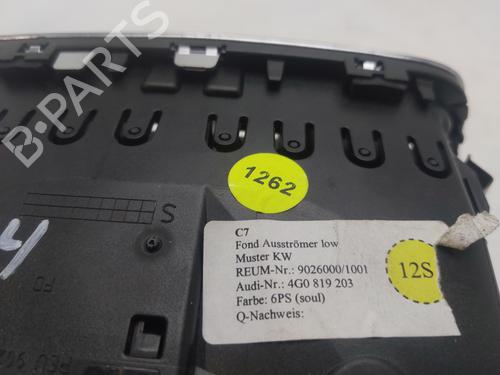 B-PARTS
1262
S
4
C7
Fond Ausströmer low
Muster KW
REUM-Nr.: 9026000/1001
Audi-Nr.: 4G0 819 203
Farbe: 6PS (soul)
Q-Nachweis:
12S